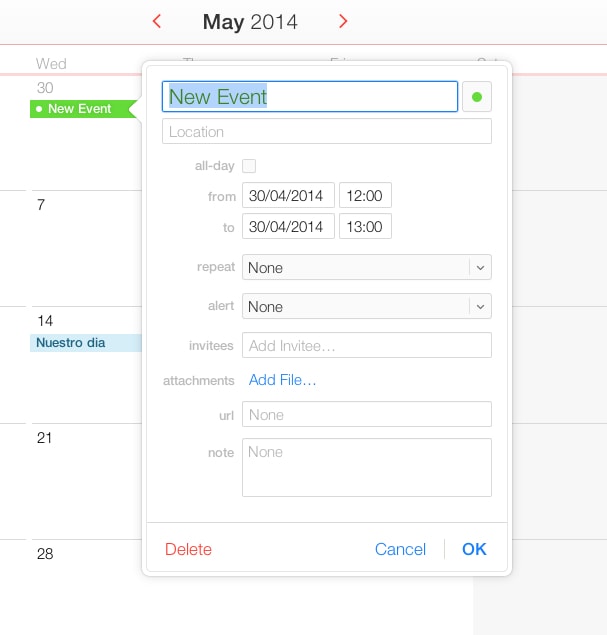 May 2014
Wed
30
New Event
7
14
Nuestro dia
21
28
New Event
Location
all-day
from 30/04/2014 12:00
to 30/04/2014 13:00
repeat None
alert None
invitees Add Invitee...
attachments Add File...
url None
note None
Delete Cancel OK